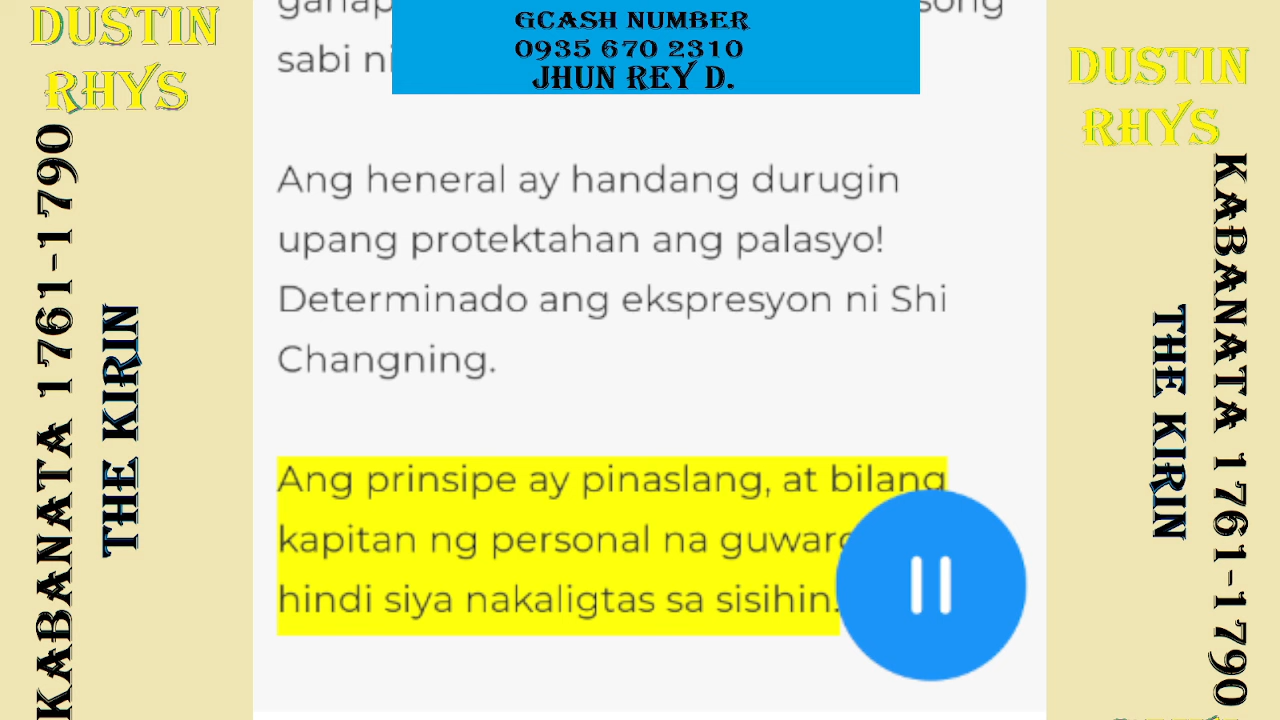 DUSTIN
RHYS
KABANATA 1761-1790
THE KIRIN
GCASH NUMBER
0935 670 2310
JHUN REY D.
sabi
Ang heneral ay handang durugin
upang protektahan ang palasyo!
Determinado ang ekspresyon ni Shi
Changning.
Ang prinsipe ay pinaslang, at bilang
kapitan ng personal na
hindi siya nakaligtas sa sisihin.
DUSTIN
RHYS
KABANATA 1761-1790
THE KIRIN